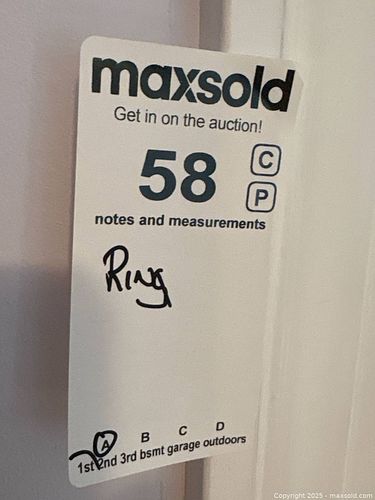 maxsold
Get in on the auction!
58 C
P
notes and measurements
Ring
A B C D
1st 2nd 3rd bsmt garage outdoors
Copyright 2025 - maxsold.com